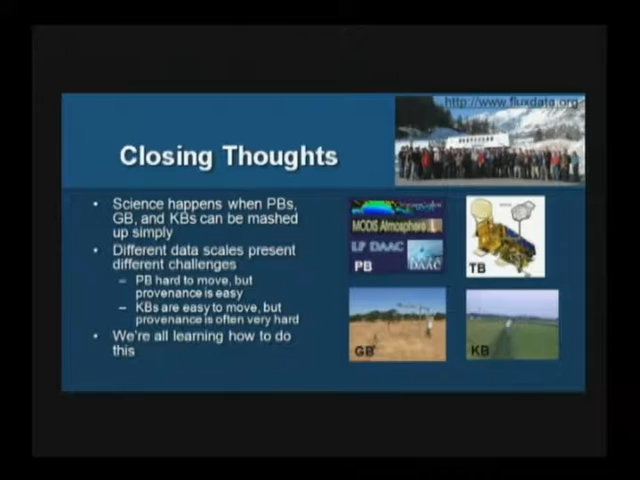 http://www.fluxdata.org
Closing Thoughts
• Science happens when PBs,
GB, and KBs can be mashed
up simply
• Different data scales present
different challenges
– PB hard to move, but
provenance is easy
– KBs are easy to move, but
provenance is often very hard
• We're all learning how to do
this
MODIS Atmosphere
LP DAAC
DAAC
PB
TB
GB
KB